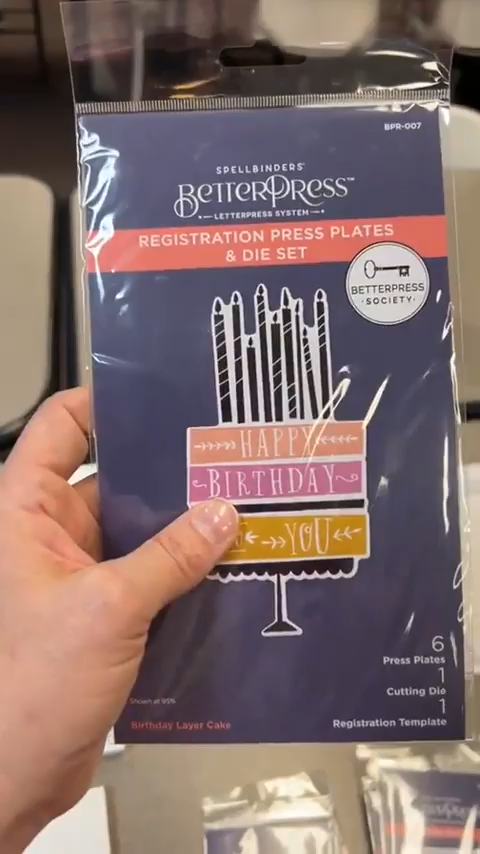 BPR-007
SPELLBINDERS®
BETTERPRESS™
LETTERPRESS SYSTEM
REGISTRATION PRESS PLATES
& DIE SET
BETTERPRESS
·SOCIETY·
HAPPY
BIRTHDAY
YOU
6
Press Plates
1
Cutting Die
1
Registration Template
Shown at 95%
Birthday Layer Cake